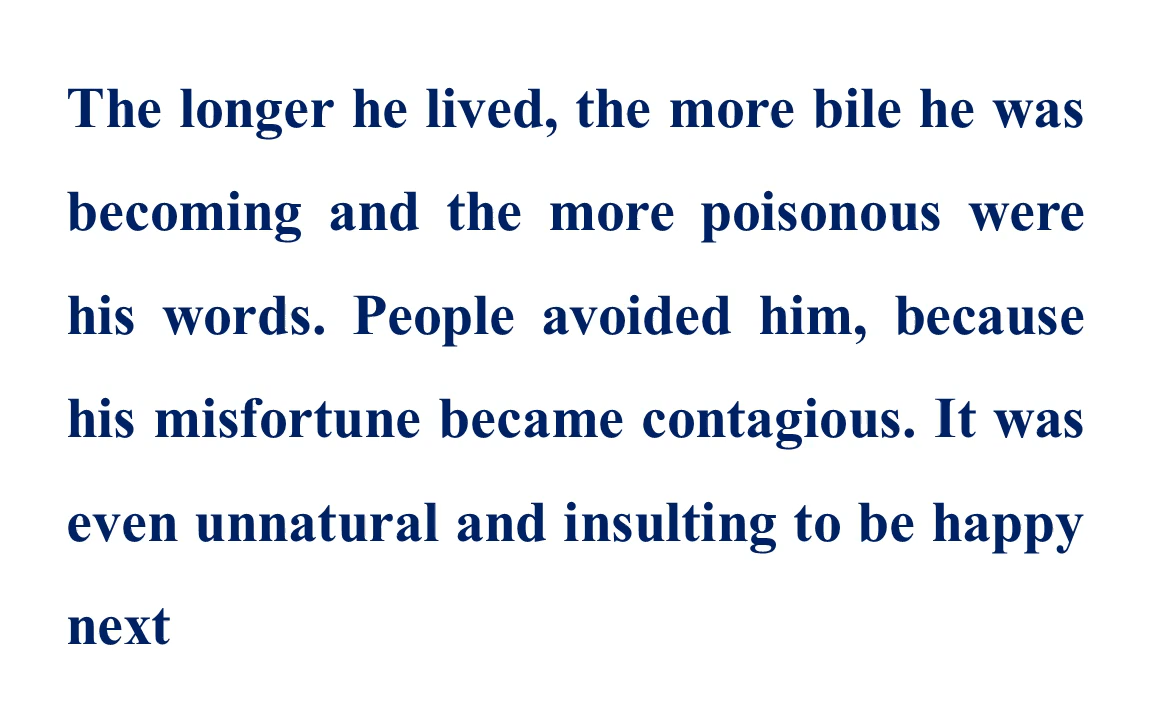 The longer he lived, the more bile he was
becoming and the more poisonous were
his words. People avoided him, because
his misfortune became contagious. It was
even unnatural and insulting to be happy
next